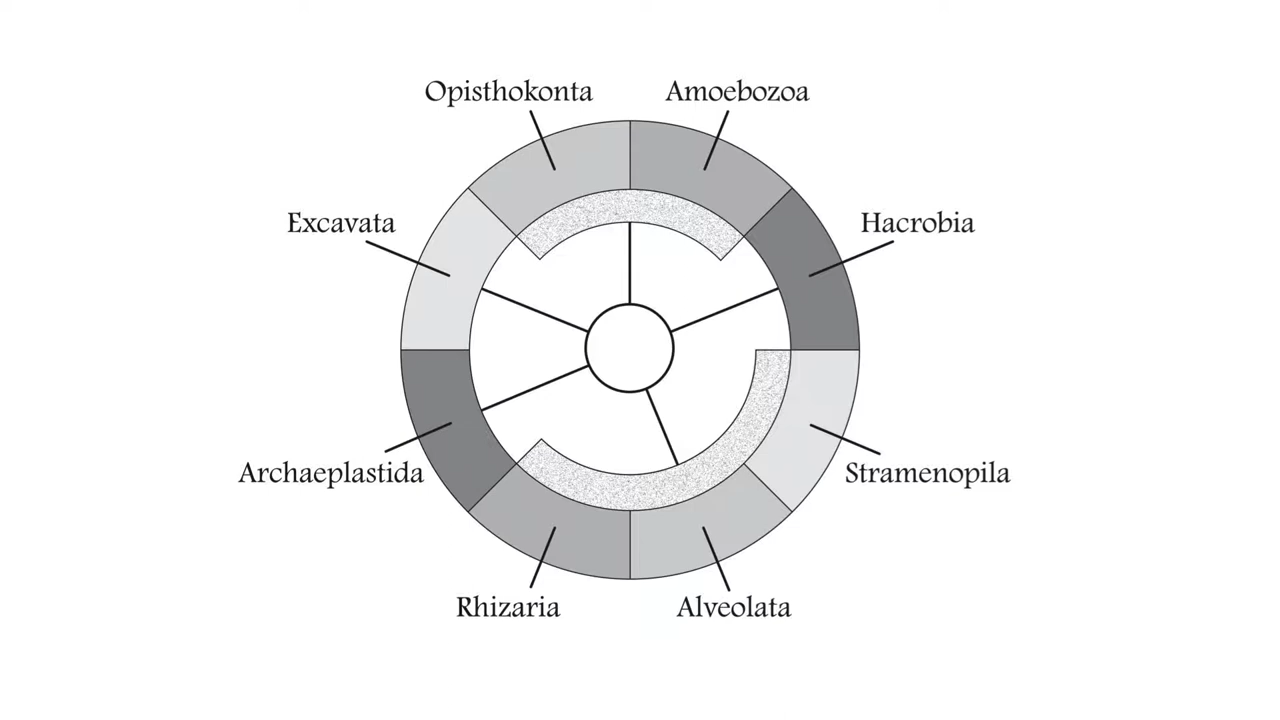 Opisthokonta
Amoebozoa
Excavata
Hacrobia
Archaeplastida
Stramenopila
Rhizaria
Alveolata